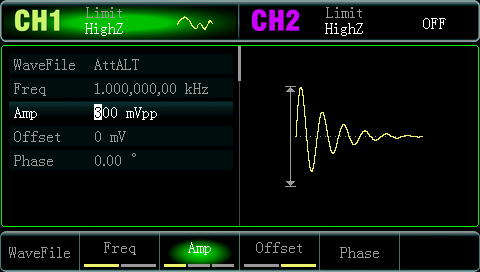 CH1 Limit HighZ
CH2 Limit HighZ OFF
WaveFile AttALT
Freq 1.000,000,00 kHz
Amp 300 mVpp
Offset 0 mV
Phase 0.00 °
WaveFile Freq Amp Offset Phase